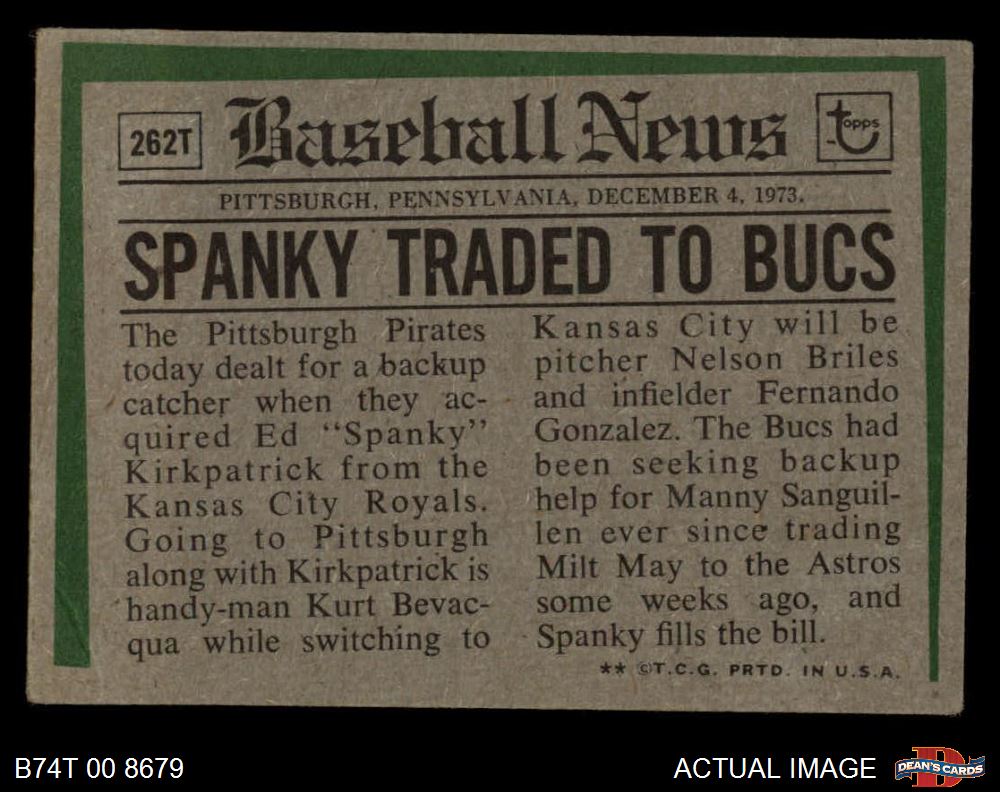 262T
Baseball News
topps
PITTSBURGH, PENNSYLVANIA, DECEMBER 4, 1973.
SPANKY TRADED TO BUCS
The Pittsburgh Pirates
today dealt for a backup
catcher when they ac-
quired Ed “Spanky”
Kirkpatrick from the
Kansas City Royals.
Going to Pittsburgh
along with Kirkpatrick is
handy-man Kurt Bevac-
qua while switching to
Kansas City will be
pitcher Nelson Briles
and infielder Fernando
Gonzalez. The Bucs had
been seeking backup
help for Manny Sanguil-
len ever since trading
Milt May to the Astros
some weeks ago, and
Spanky fills the bill.
** ©T.C.G. PRTD. IN U.S.A.
B74T 00 8679
ACTUAL IMAGE
D
DEAN'S CARDS